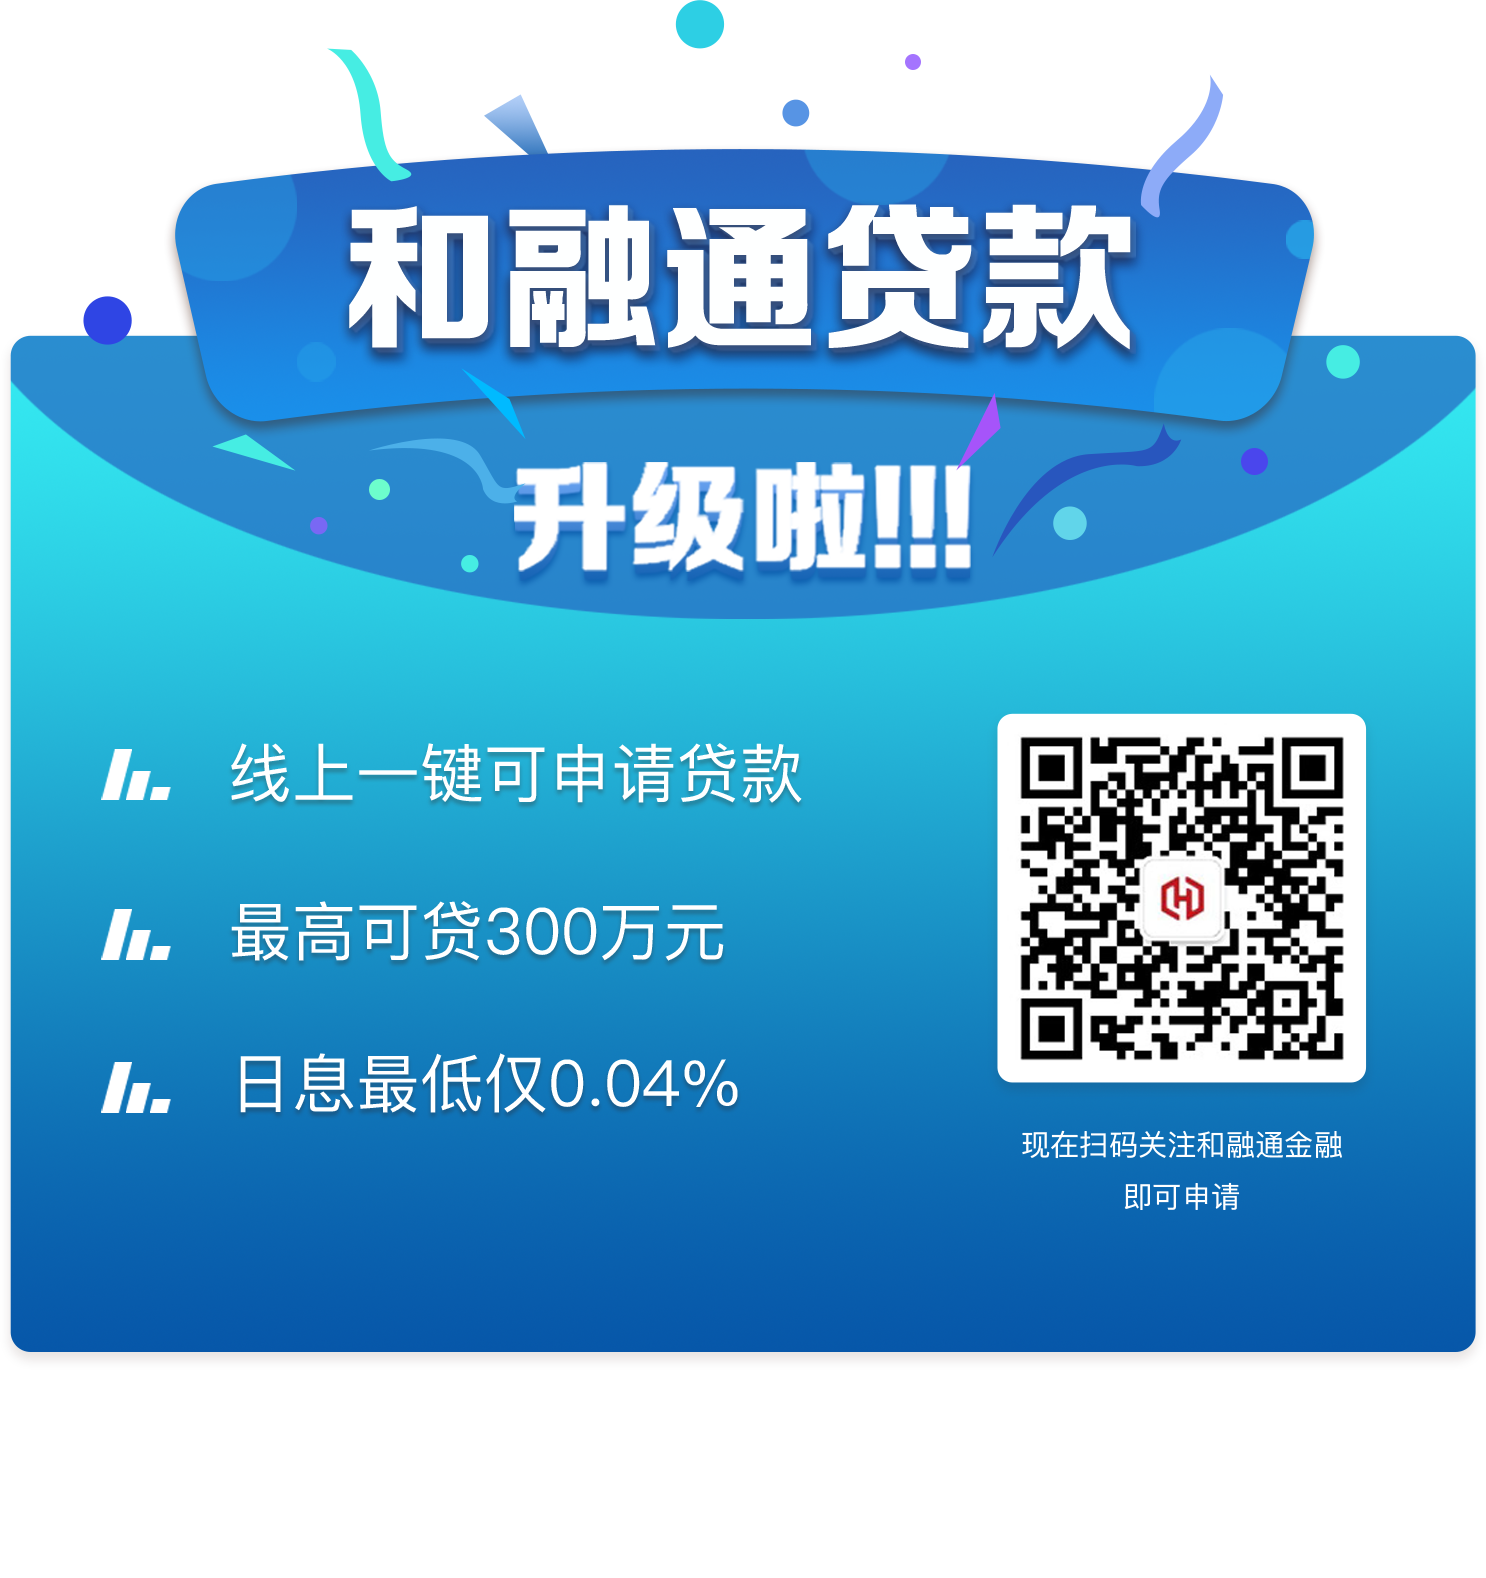 和融通贷款
升级啦!!!
线上一键可申请贷款
最高可贷300万元
日息最低仅0.04%
现在扫码关注和融通金融
即可申请